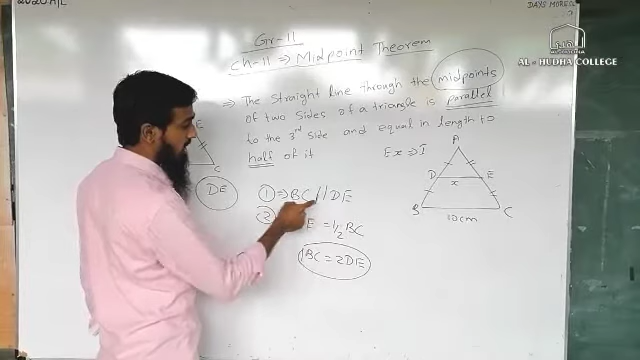 Gr-11
Ch-11 ⇒ Midpoint Theorem
⇒ The straight line through the midpoints
of two sides of a triangle is parallel
to the 3rd side and equal in length to
half of it
Ex ⇒ I
① ⇒ BC // DE
②
E = 1/2 BC
BC = 2DE
E
C
DE
A
D
E
x
B
C
10cm
AL - HUDHA COLLEGE